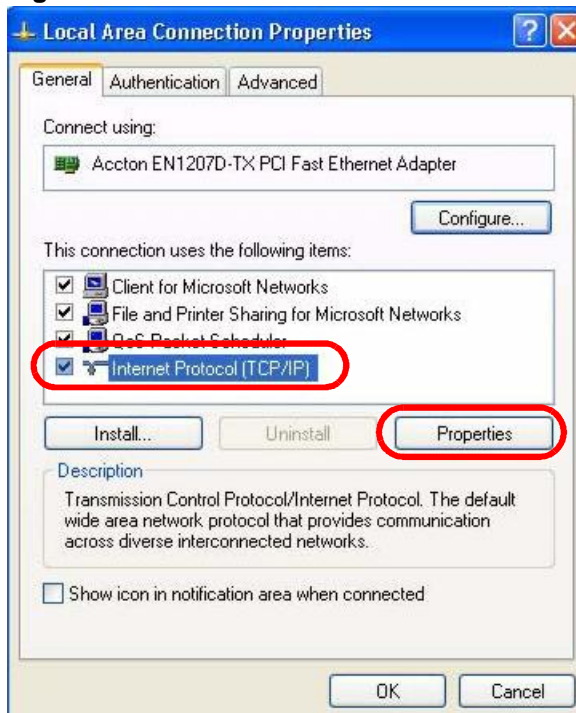 Local Area Connection Properties
General Authentication Advanced
Connect using:
Accton EN1207D-TX PCI Fast Ethernet Adapter
Configure...
This connection uses the following items:
Client for Microsoft Networks
File and Printer Sharing for Microsoft Networks
QoS Packet Scheduler
Internet Protocol (TCP/IP)
Install... Uninstall Properties
Description
Transmission Control Protocol/Internet Protocol. The default
wide area network protocol that provides communication
across diverse interconnected networks.
Show icon in notification area when connected
OK Cancel